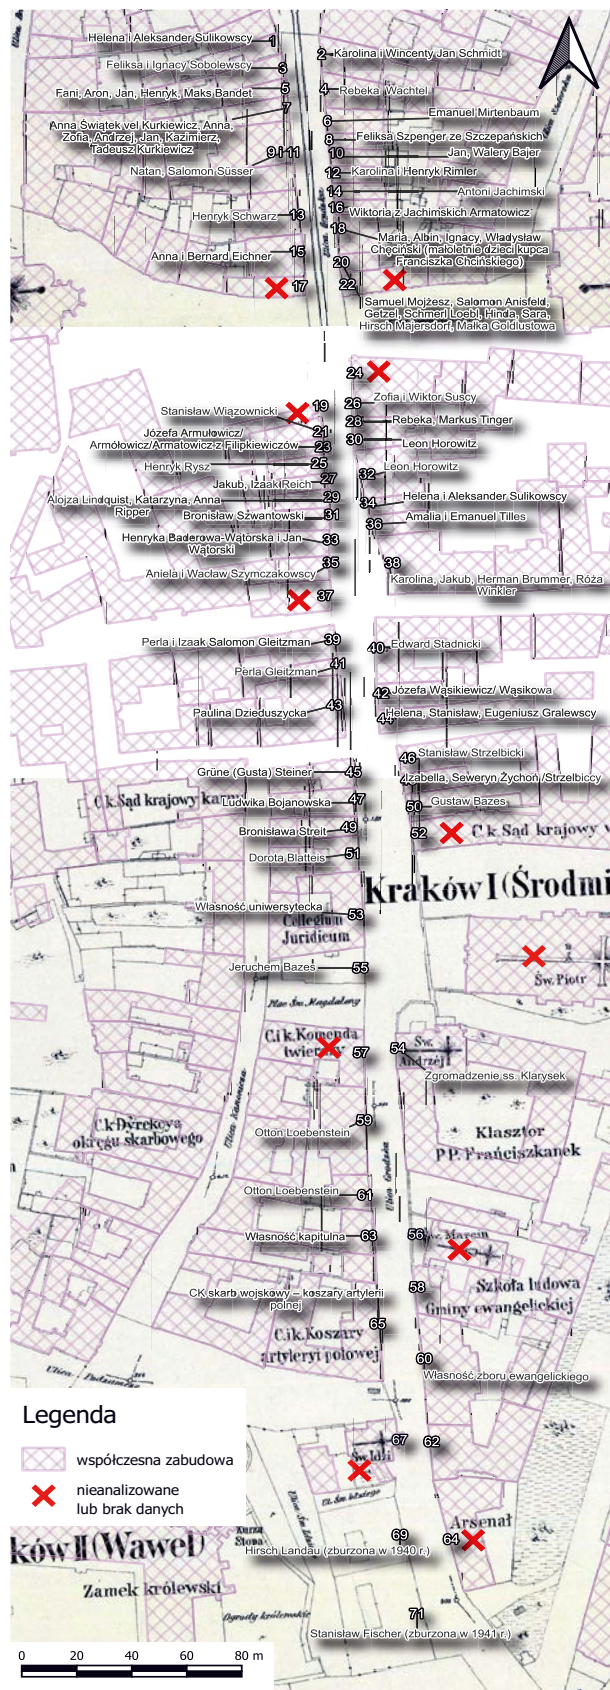 Helena i Aleksander Sulikowscy
1
2
Karolina i Wincenty Jan Schmidt
Feliksa i Ignacy Sobolewscy
3
Fani, Aron, Jan, Henryk, Maks Bandet
5
4
Rebeka Wachtel
7
Emanuel Mirtenbaum
6
Anna Świątek vel Kurkiewicz, Anna,
Zofia, Andrzej, Jan, Kazimierz,
Tadeusz Kurkiewicz
8
Feliksa Szpenger ze Szczepańskich
9 i 11
10
Jan, Walery Bajer
Natan, Salomon Süsser
12
Karolina i Henryk Rimler
14
Antoni Jachimski
Henryk Schwarz
13
16
Wiktoria z Jachimskich Armatowicz
18
Maria, Albin, Ignacy, Władysław
Chęciński (małoletnie dzieci kupca
Franciszka Chcińskiego)
Anna i Bernard Eichner
15
20
17
22
Samuel Mojżesz, Salomon Anisfeld,
Getzel, Schmerl Loebl, Hinda, Sara,
Hirsch Majersdorf, Małka Goldlustowa
24
19
26
Zofia i Wiktor Suscy
Stanisław Wiązownicki
21
28
Rebeka, Markus Tinger
Józefa Armułowicz/
Armółowicz/Armatowicz z Filipkiewiczów
23
30
Leon Horowitz
Henryk Rysz
25
32
Leon Horowitz
Jakub, Izaak Reich
27
Alojza Lindquist, Katarzyna, Anna
Ripper
29
34
Helena i Aleksander Sulikowscy
Bronisław Szwantowski
31
36
Amalia i Emanuel Tilles
Henryka Baderowa-Wątorska i Jan
Wątorski
33
Aniela i Wacław Szymczakowscy
35
38
Karolina, Jakub, Herman Brummer, Róża
Winkler
37
Perla i Izaak Salomon Gleitzman
39
40
Edward Stadnicki
Perla Gleitzman
41
42
Józefa Wąsikiewicz/ Wąsikowa
Paulina Dzieduszycka
43
44
Helena, Stanisław, Eugeniusz Gralewscy
46
Stanisław Strzelbicki
Grüne (Gusta) Steiner
45
Izabella, Seweryn Żychoń /Strzelbiccy
C k. Sąd krajowy
Ludwika Bojanowska
47
50
Gustaw Bazes
Bronisława Streit
49
52
C k. Sąd krajowy
Dorota Blatteis
51
Kraków I (Środmi
Własność uniwersytecka
53
Collegium
Juridicum
Jeruchem Bazes
55
Św. Piotr
Plac Św. Magdaleny
C. i k. Komenda
twierdzy
57
54
Św.
Andrzej
Zgromadzenie ss. Klarysek
Ulica Kanonicza
C k Dyrekcya
okręgu skarbowego
59
Otton Loebenstein
Klasztor
P P. Franciszkanek
Ulica Grodzka
Otton Loebenstein
61
Własność kapitulna
63
56
Św. Marcin
58
Szkoła ludowa
Gminy ewangelickiej
CK skarb wojskowy – koszary artylerii
polnej
65
C. i k. Koszary
artyleryi polowej
60
Własność zboru ewangelickiego
Legenda
współczesna zabudowa
nieanalizowane
lub brak danych
67
62
Św. Idzi
Arsenał
64
ków II (Wawel)
69
Hirsch Landau (zburzona w 1940 r.)
Zamek królewski
Ogrody królewskie
71
Stanisław Fischer (zburzona w 1941 r.)
0 20 40 60 80 m